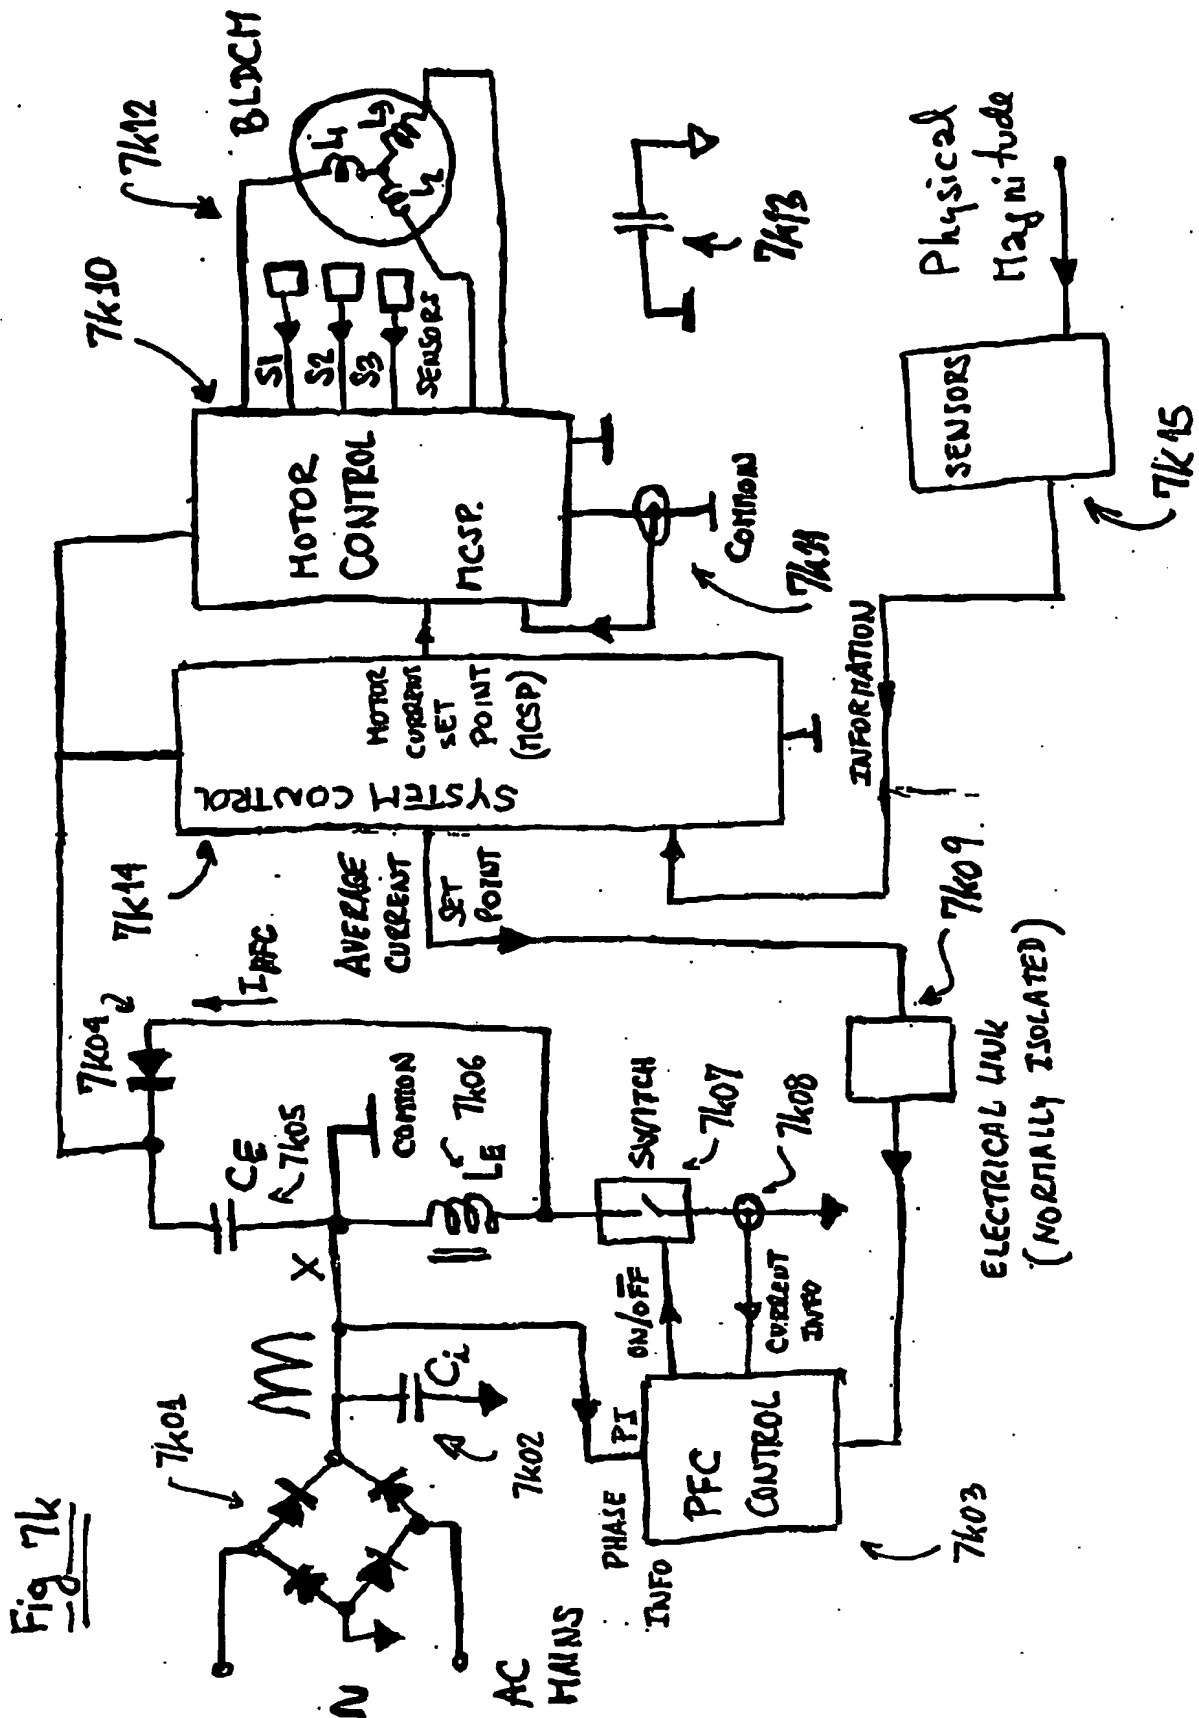 Fig 7k
7k01
N
AC
MAINS
Ci
7k02
X
CE
7k05
7k04
IPFC
COMMON
7k06
LE
SWITCH
7k07
7k08
ON/OFF
CURRENT
INFO
PHASE
INFO
PI
PFC
CONTROL
7k03
ELECTRICAL LINK
(NORMALLY ISOLATED)
7k09
AVERAGE
CURRENT
SET
POINT
7k14
SYSTEM CONTROL
MOTOR
CURRENT
SET
POINT
(MCSP)
INFORMATION
MOTOR
CONTROL
MCSP.
7k10
COMMON
7k11
S1
S2
S3
SENSORS
7k12
BLDCM
L1
L2
L3
7k13
SENSORS
7k15
Physical
Magnitude